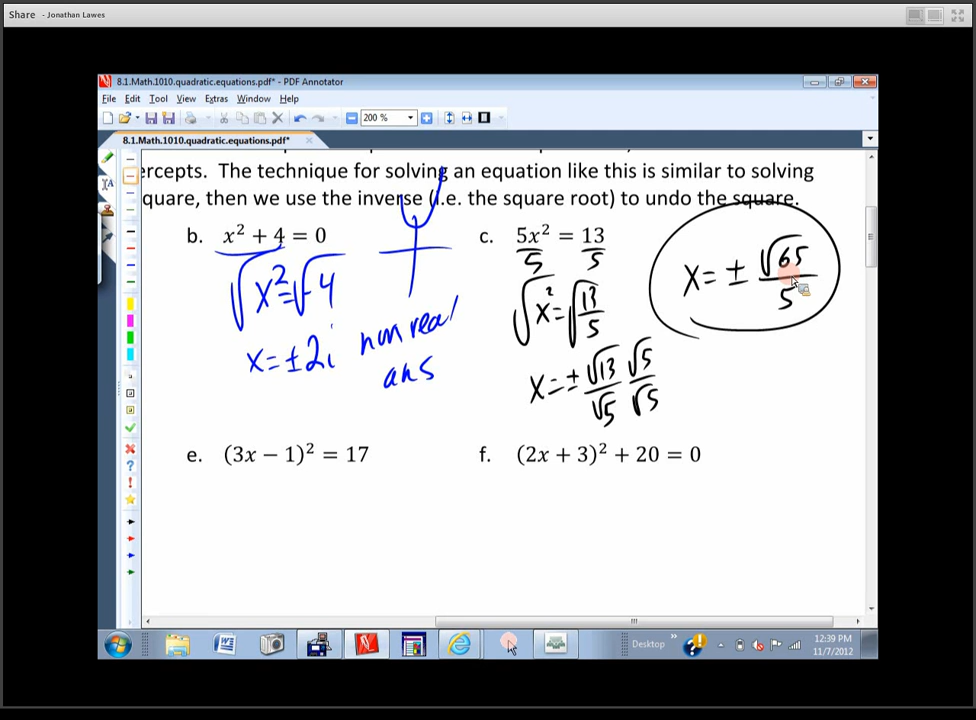 Share - Jonathan Lawes
8.1.Math.1010.quadratic.equations.pdf* - PDF Annotator
File Edit Tool View Extras Window Help
200 %
8.1.Math.1010.quadratic.equations.pdf*
ercepts. The technique for solving an equation like this is similar to solving
quare, then we use the inverse (i.e. the square root) to undo the square.
b. x² + 4 = 0
√x² = √-4
x = ±2i
non real
ans
c. 5x² = 13
5 5
√x² = √13/5
x = ± √13/√5 √5/√5
x = ± √65/5
e. (3x − 1)² = 17
f. (2x + 3)² + 20 = 0
Desktop
12:39 PM
11/7/2012